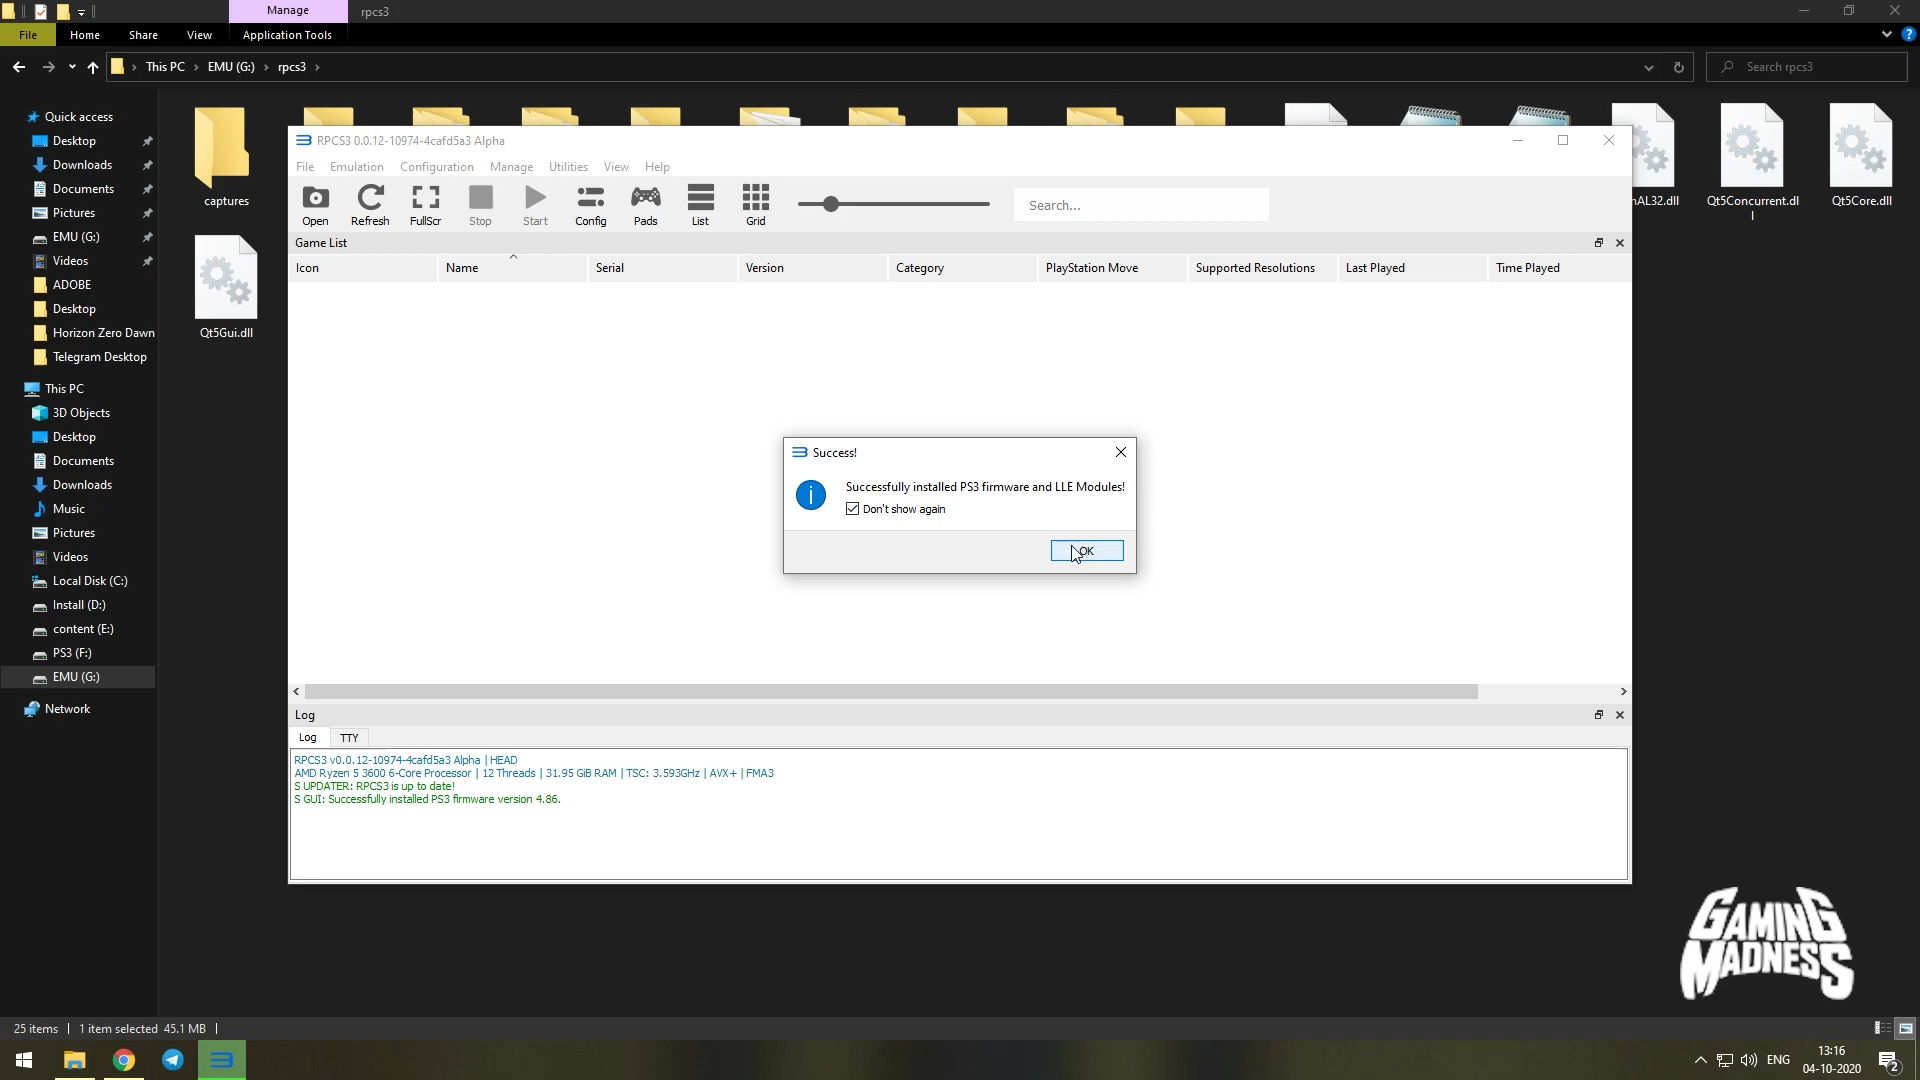 Manage
rpcs3
File
Home
Share
View
Application Tools
This PC
EMU (G:)
rpcs3
Search rpcs3
Quick access
Desktop
Downloads
Documents
Pictures
EMU (G:)
Videos
ADOBE
Desktop
Horizon Zero Dawn
Telegram Desktop
This PC
3D Objects
Desktop
Documents
Downloads
Music
Pictures
Videos
Local Disk (C:)
Install (D:)
content (E:)
PS3 (F:)
EMU (G:)
Network
captures
Qt5Gui.dll
nAL32.dll
Qt5Concurrent.dl
l
Qt5Core.dll
RPCS3 0.0.12-10974-4cafd5a3 Alpha
File
Emulation
Configuration
Manage
Utilities
View
Help
Open
Refresh
FullScr
Stop
Start
Config
Pads
List
Grid
Search...
Game List
Icon
Name
Serial
Version
Category
PlayStation Move
Supported Resolutions
Last Played
Time Played
Success!
Successfully installed PS3 firmware and LLE Modules!
Don't show again
OK
Log
Log
TTY
RPCS3 v0.0.12-10974-4cafd5a3 Alpha | HEAD
AMD Ryzen 5 3600 6-Core Processor | 12 Threads | 31.95 GiB RAM | TSC: 3.593GHz | AVX+ | FMA3
S UPDATER: RPCS3 is up to date!
S GUI: Successfully installed PS3 firmware version 4.86.
GAMING
MADNESS
25 items
1 item selected 45.1 MB
ENG
13:16
04-10-2020
2